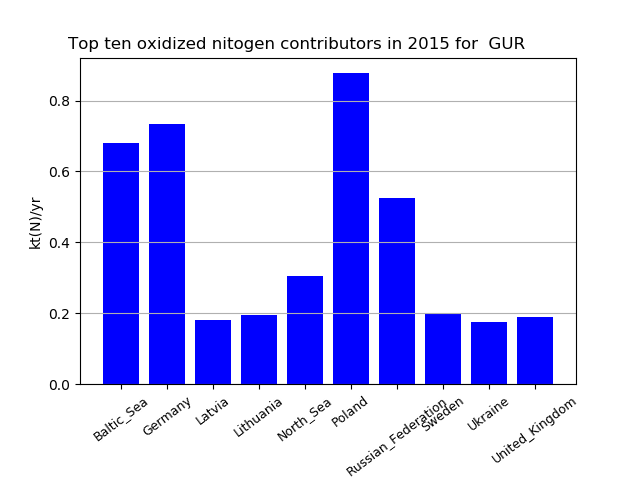 Top ten oxidized nitogen contributors in 2015 for  GUR
kt(N)/yr
0.8
0.6
0.4
0.2
0.0
Baltic_Sea
Germany
Latvia
Lithuania
North_Sea
Poland
Russian_Federation
Sweden
Ukraine
United_Kingdom